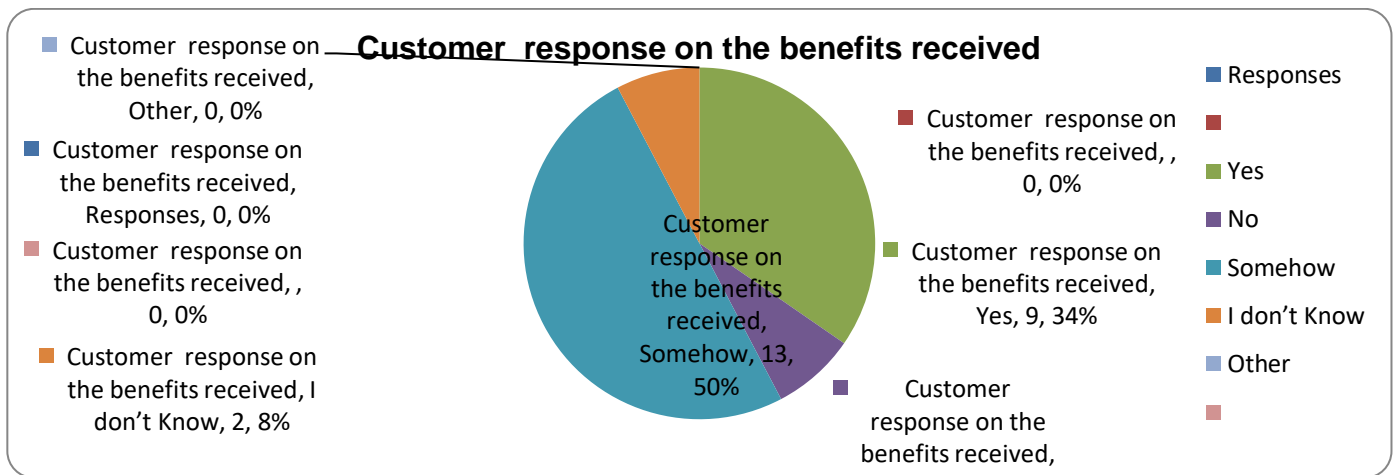 Customer response on the benefits received
Customer response on
the benefits received,
Other, 0, 0%
Customer response on
the benefits received,
Responses, 0, 0%
Customer response on
the benefits received, ,
0, 0%
Customer response on
the benefits received, I
don’t Know, 2, 8%
Customer
response on
the benefits
received,
Somehow, 13,
50%
Customer response on
the benefits received, ,
0, 0%
Customer response on
the benefits received,
Yes, 9, 34%
Customer
response on the
benefits received,
Responses
Yes
No
Somehow
I don’t Know
Other